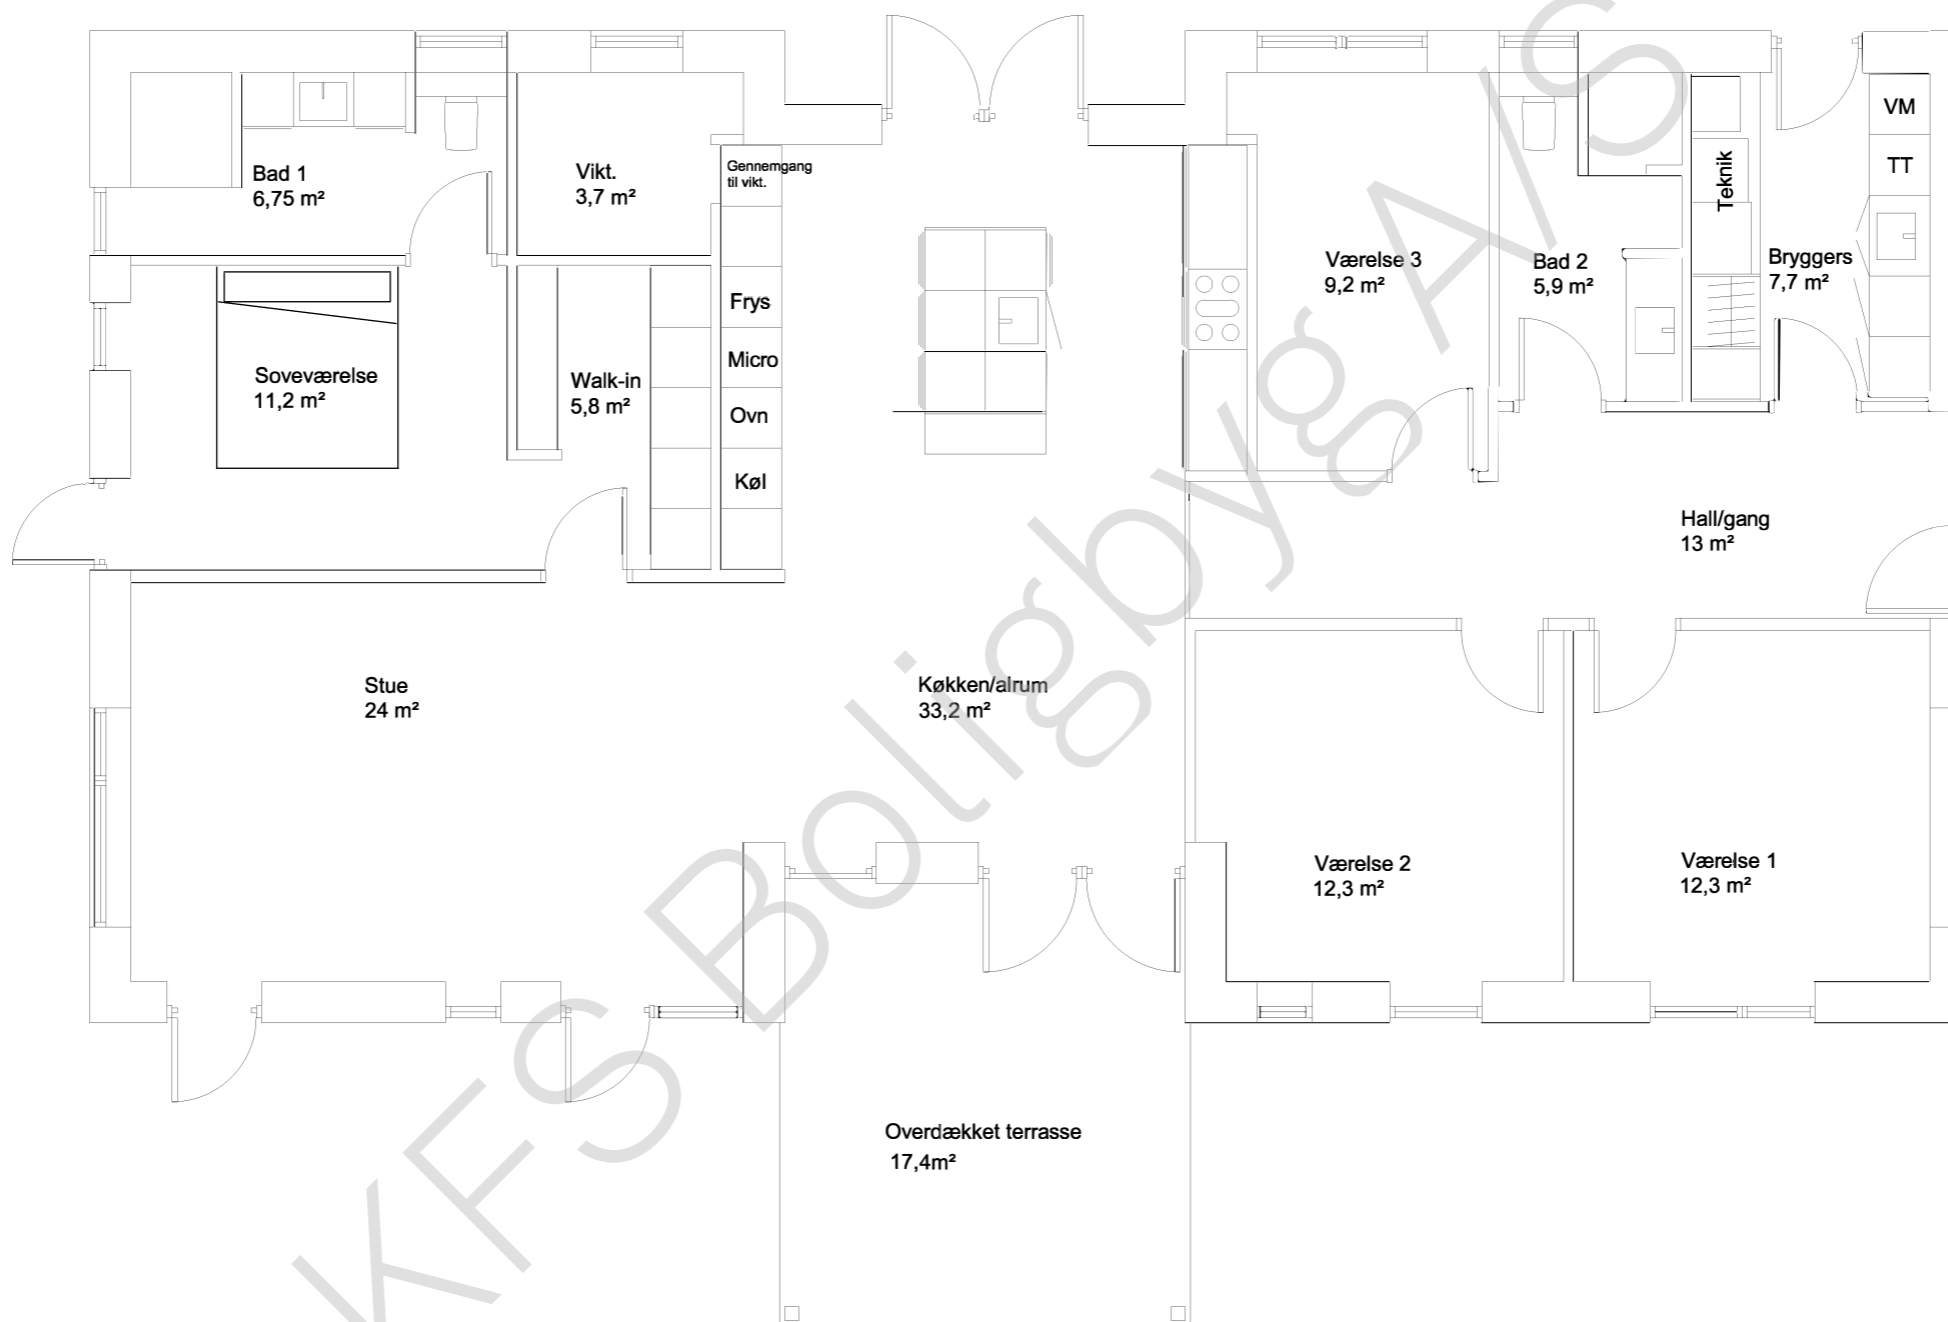 VM
TT
Bad 1
6,75 m²
Vikt.
3,7 m²
Gennemgang
til vikt.
Teknik
Værelse 3
9,2 m²
Bad 2
5,9 m²
Bryggers
7,7 m²
Frys
Micro
Ovn
Køl
Soveværelse
11,2 m²
Walk-in
5,8 m²
Hall/gang
13 m²
Stue
24 m²
Køkken/alrum
33,2 m²
Værelse 2
12,3 m²
Værelse 1
12,3 m²
Overdækket terrasse
17,4m²
KFS Boligbyg A/S